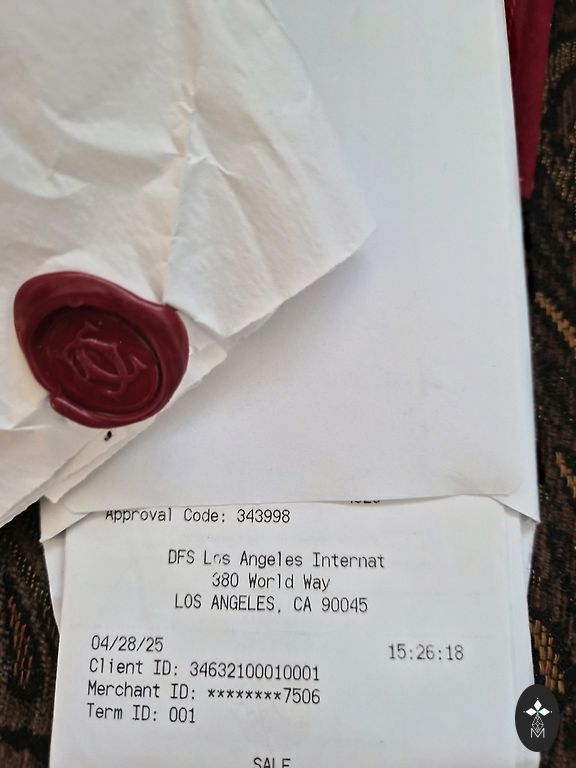 Approval Code: 343998
DFS Los Angeles Internat
380 World Way
LOS ANGELES, CA 90045
04/28/25 15:26:18
Client ID: 34632100010001
Merchant ID: ********7506
Term ID: 001
SALE
M